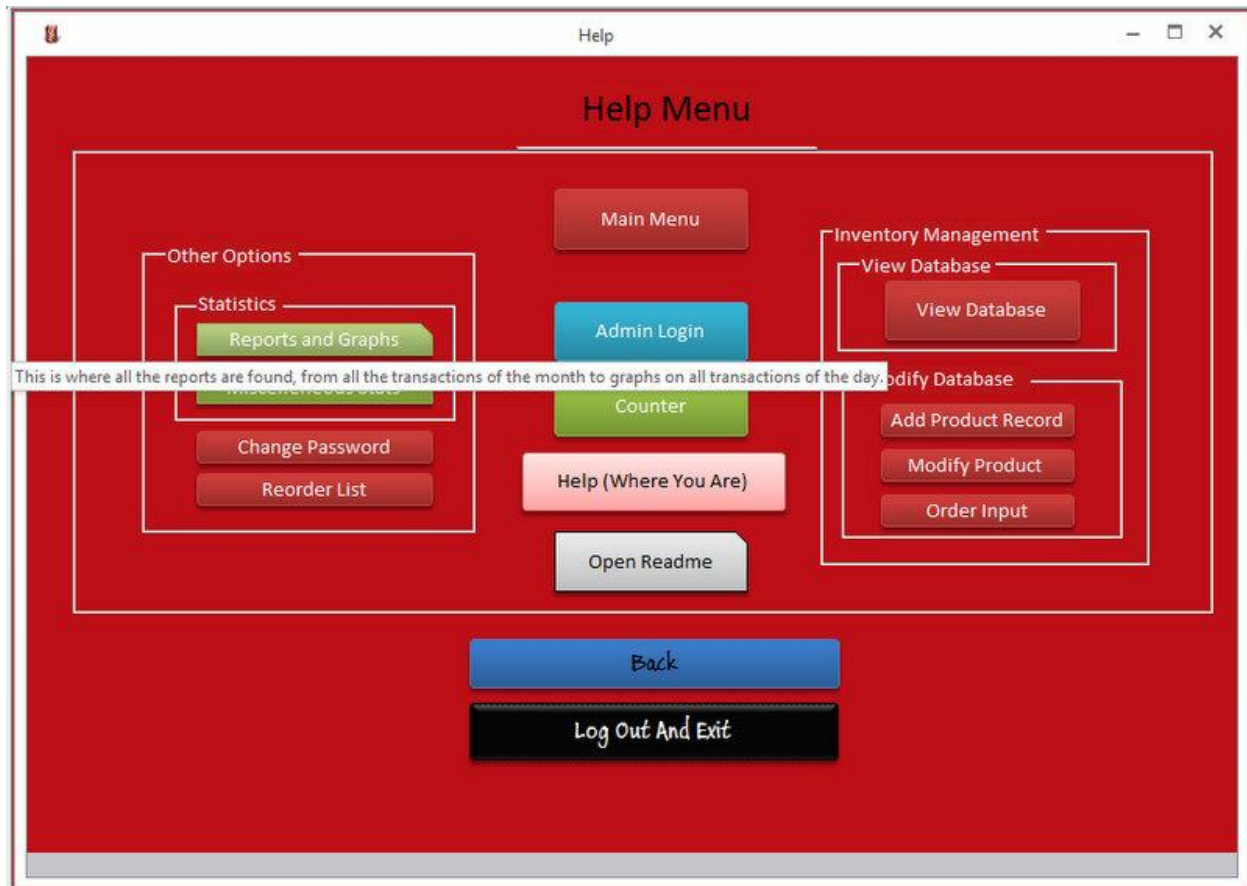 Help
Help Menu
Main Menu
Other Options
Statistics
Reports and Graphs
This is where all the reports are found, from all the transactions of the month to graphs on all transactions of the day.
Miscelleneous Stats
Change Password
Reorder List
Admin Login
Counter
Help (Where You Are)
Open Readme
Inventory Management
View Database
View Database
odify Database
Add Product Record
Modify Product
Order Input
Back
Log Out And Exit